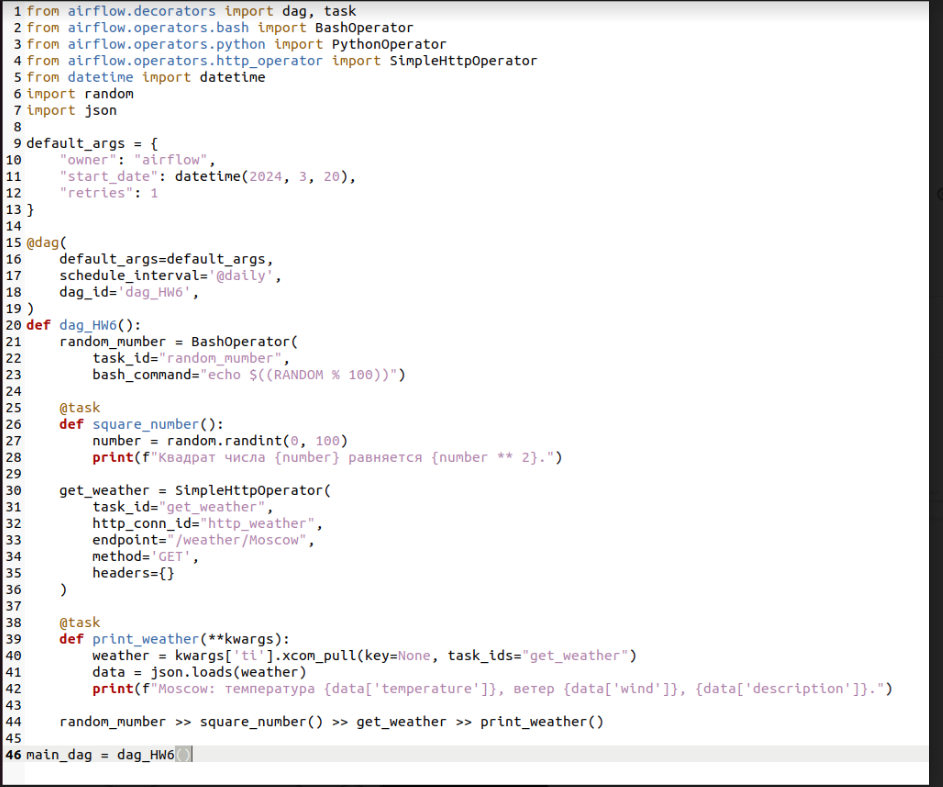 1 from airflow.decorators import dag, task
2 from airflow.operators.bash import BashOperator
3 from airflow.operators.python import PythonOperator
4 from airflow.operators.http_operator import SimpleHttpOperator
5 from datetime import datetime
6 import random
7 import json
8
9 default_args = {
10     "owner": "airflow",
11     "start_date": datetime(2024, 3, 20),
12     "retries": 1
13 }
14
15 @dag(
16     default_args=default_args,
17     schedule_interval='@daily',
18     dag_id='dag_HW6',
19 )
20 def dag_HW6():
21     random_mumber = BashOperator(
22         task_id="random_mumber",
23         bash_command="echo $((RANDOM % 100))")
24
25     @task
26     def square_number():
27         number = random.randint(0, 100)
28         print(f"Квадрат числа {number} равняется {number ** 2}.")
29
30     get_weather = SimpleHttpOperator(
31         task_id="get_weather",
32         http_conn_id="http_weather",
33         endpoint="/weather/Moscow",
34         method='GET',
35         headers={}
36     )
37
38     @task
39     def print_weather(**kwargs):
40         weather = kwargs['ti'].xcom_pull(key=None, task_ids="get_weather")
41         data = json.loads(weather)
42         print(f"Moscow: температура {data['temperature']}, ветер {data['wind']}, {data['description']}.")
43
44     random_mumber >> square_number() >> get_weather >> print_weather()
45
46 main_dag = dag_HW6()